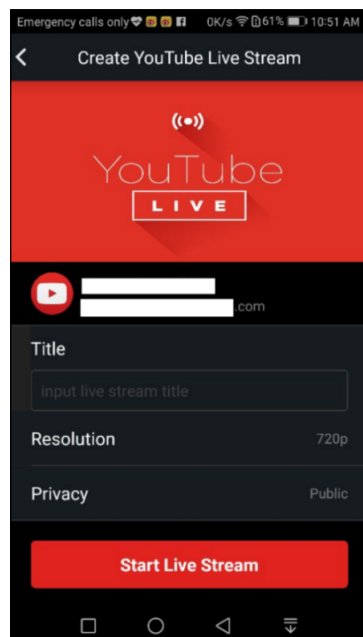 Emergency calls only 0K/s 61% 10:51 AM
Create YouTube Live Stream
YouTube
LIVE
.com
Title
input live stream title
Resolution 720p
Privacy Public
Start Live Stream